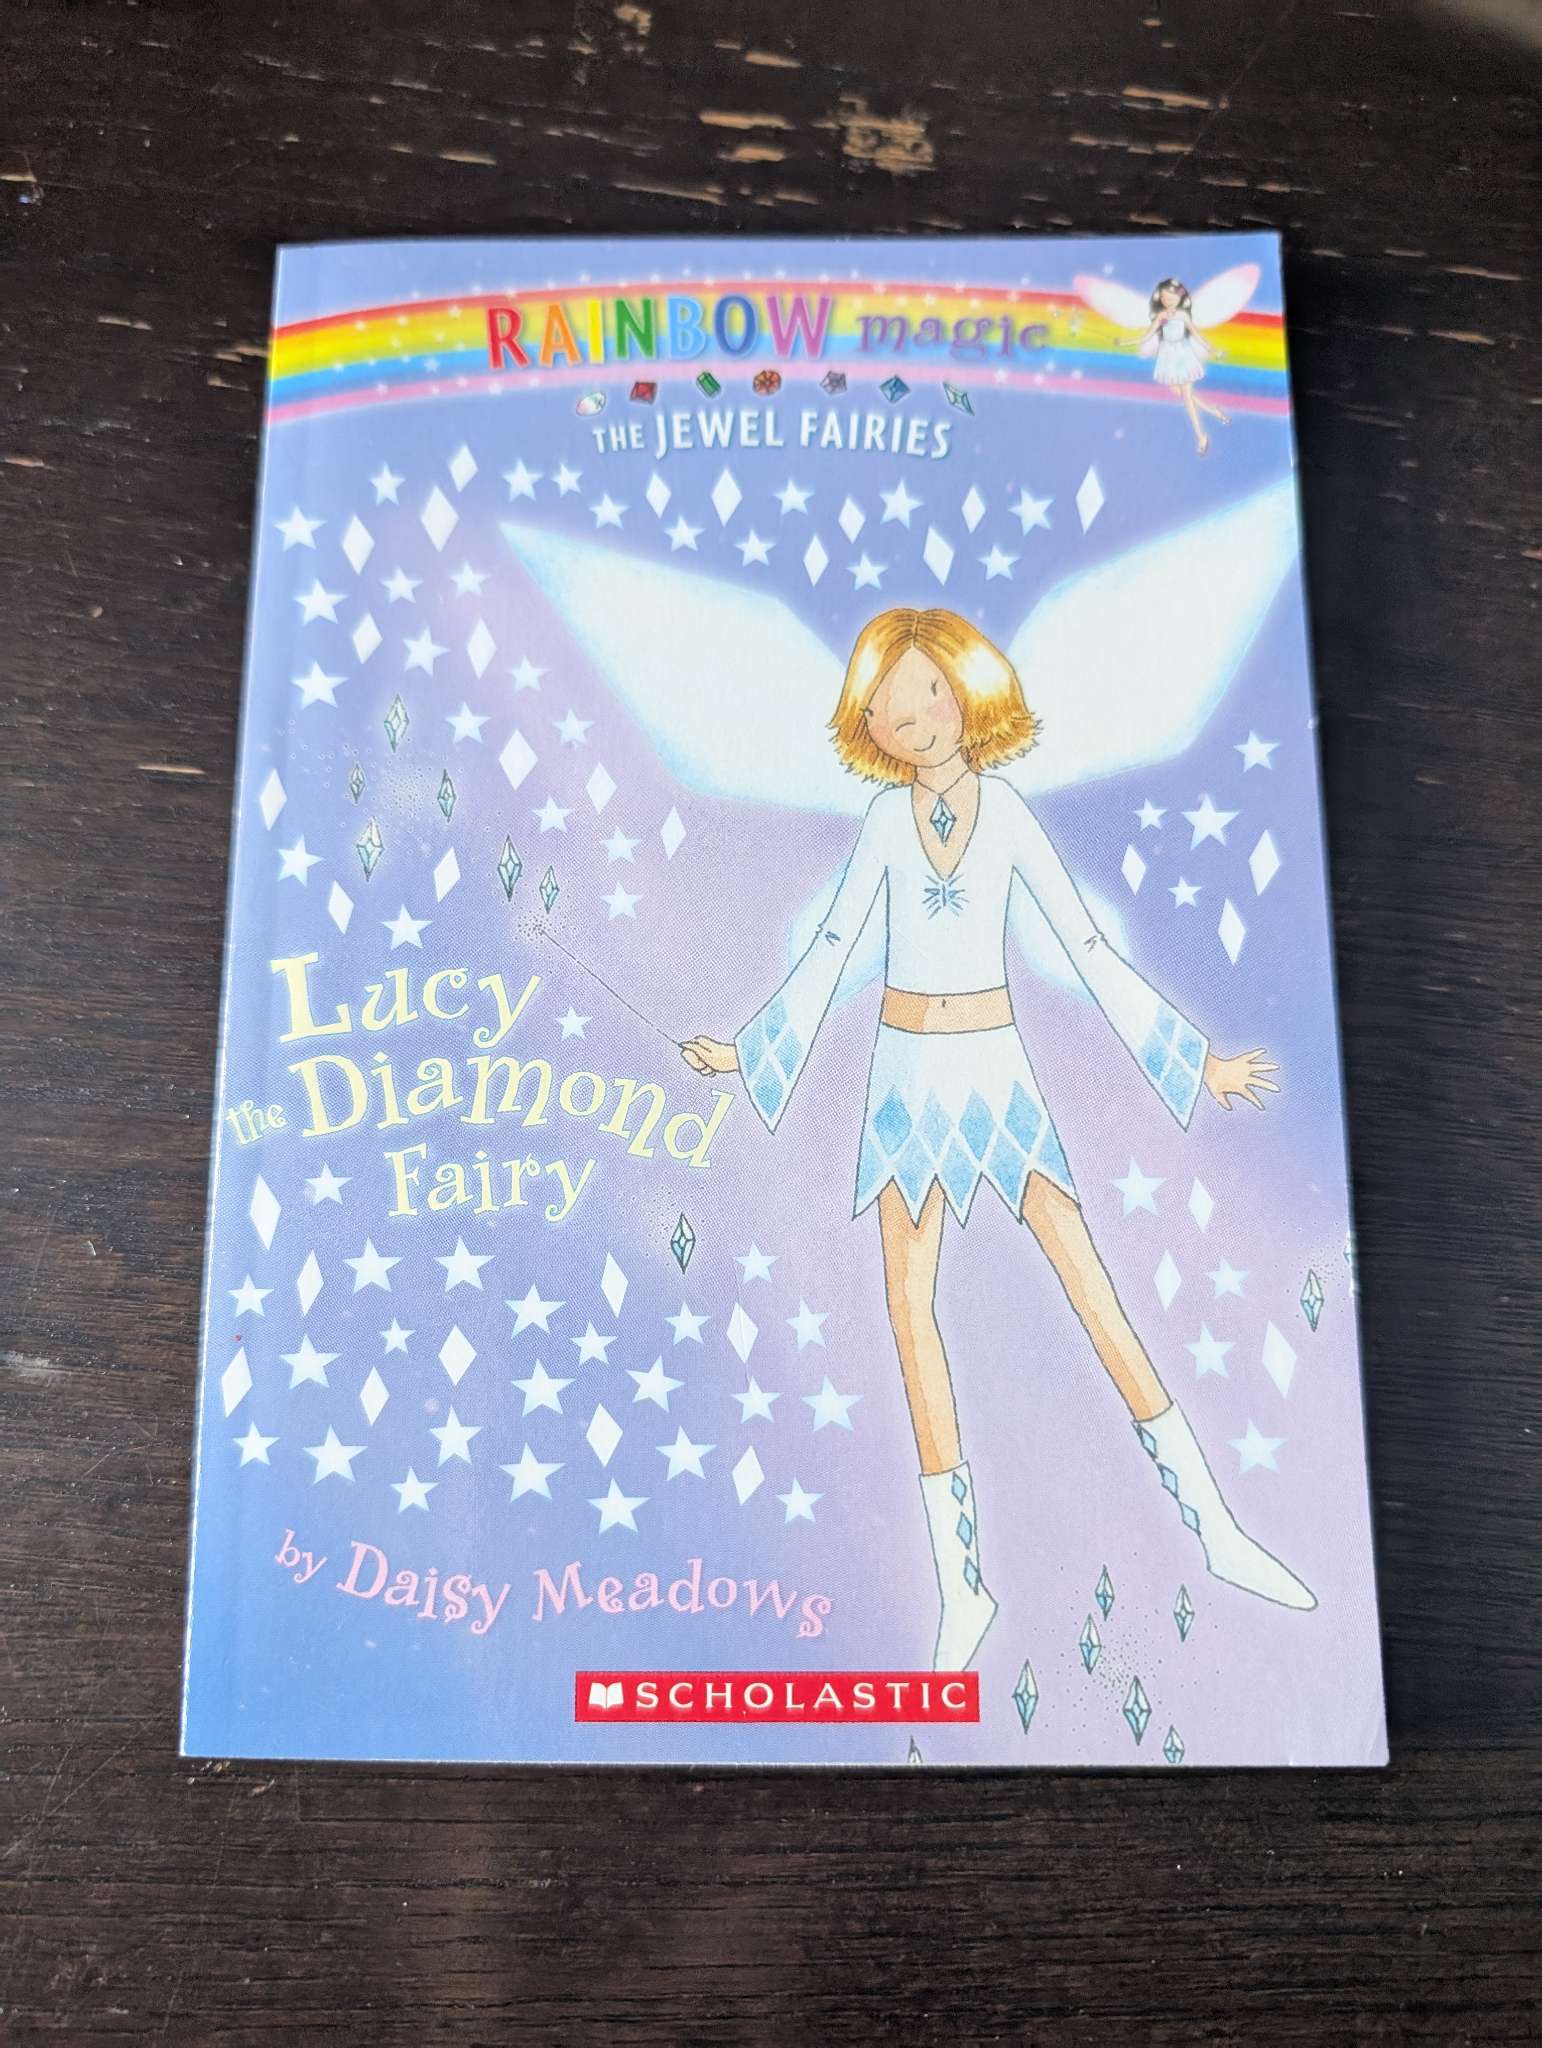 RAINBOW magic
THE JEWEL FAIRIES
Lucy
the Diamond
Fairy
by Daisy Meadows
SCHOLASTIC